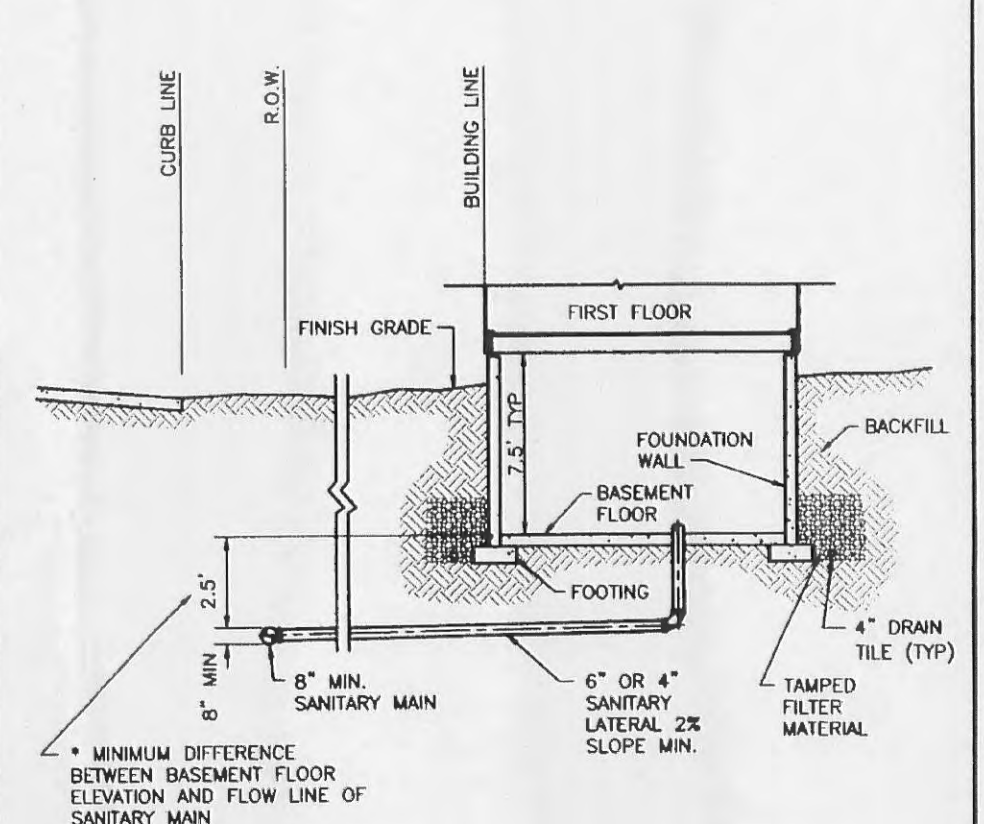 CURB LINE
R.O.W.
BUILDING LINE
FIRST FLOOR
FINISH GRADE
7.5' TYP
FOUNDATION
WALL
BACKFILL
BASEMENT
FLOOR
2.5'
FOOTING
8" MIN
8" MIN.
SANITARY MAIN
6" OR 4"
SANITARY
LATERAL 2%
SLOPE MIN.
4" DRAIN
TILE (TYP)
TAMPED
FILTER
MATERIAL
* MINIMUM DIFFERENCE
BETWEEN BASEMENT FLOOR
ELEVATION AND FLOW LINE OF
SANITARY MAIN